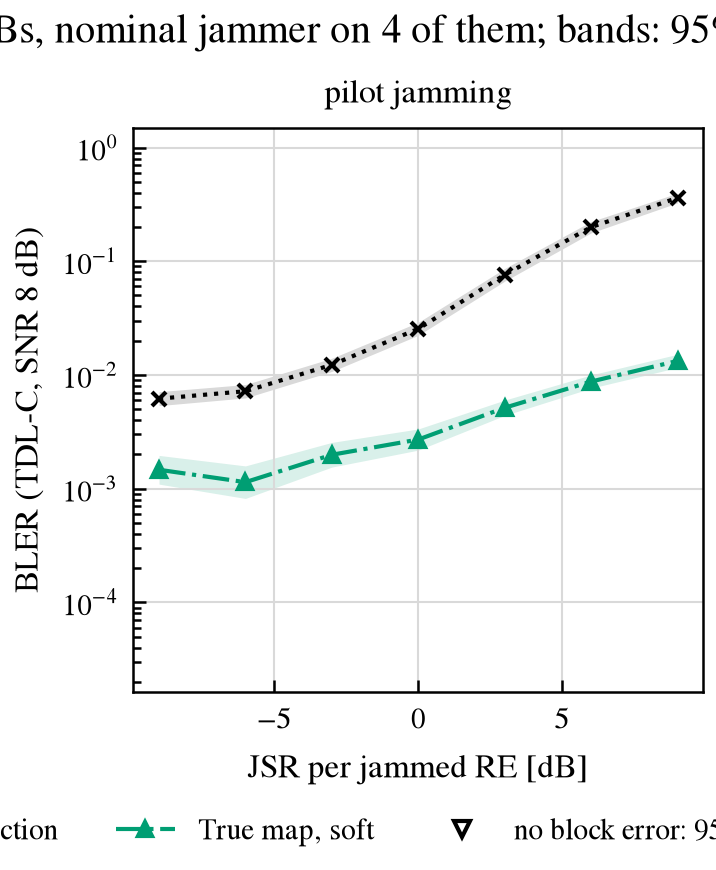 Bs, nominal jammer on 4 of them; bands: 95%
pilot jamming
10⁰
10⁻¹
10⁻²
10⁻³
10⁻⁴
BLER (TDL-C, SNR 8 dB)
−5 0 5
JSR per jammed RE [dB]
ction True map, soft no block error: 95